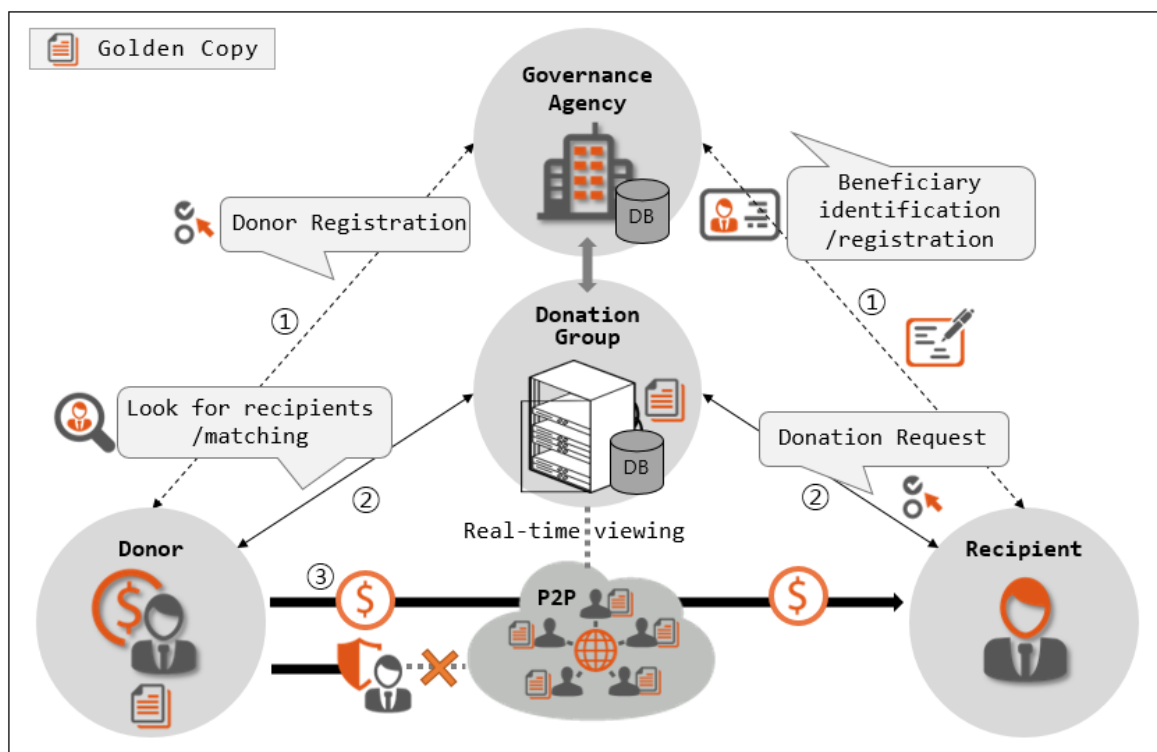 Golden Copy
Governance
Agency
DB
Donor Registration
Beneficiary
identification
/registration
①
①
Donation
Group
DB
Look for recipients
/matching
Donation Request
②
②
Real-time viewing
Donor
Recipient
③
$
$
$
P2P